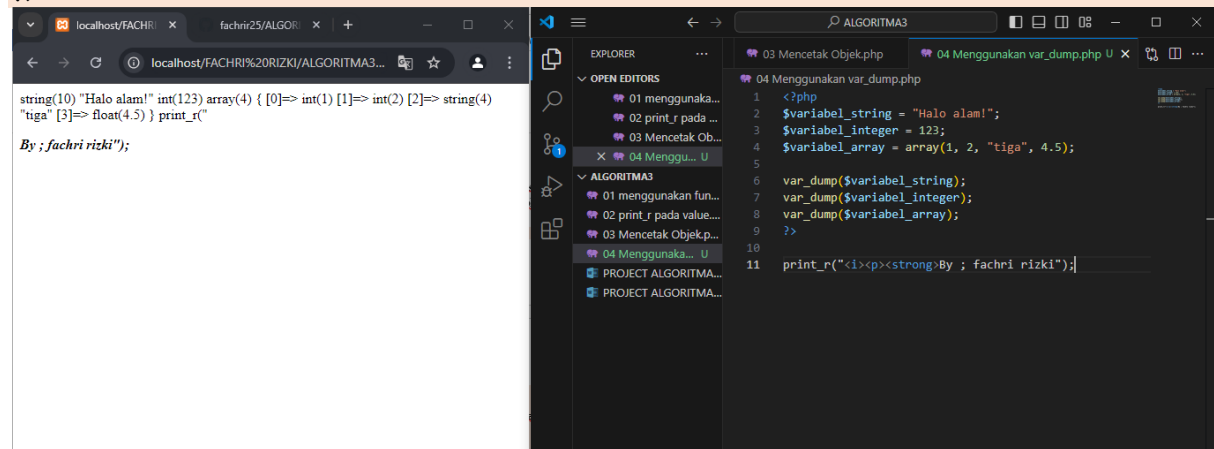 localhost/FACHRI
fachrir25/ALGORI
localhost/FACHRI%20RIZKI/ALGORITMA3...
string(10) "Halo alam!" int(123) array(4) { [0]=> int(1) [1]=> int(2) [2]=> string(4)
"tiga" [3]=> float(4.5) } print_r("
By ; fachri rizki");
ALGORITMA3
EXPLORER
OPEN EDITORS
01 menggunaka...
02 print_r pada ...
03 Mencetak Ob...
04 Menggu... U
ALGORITMA3
01 menggunakan fun...
02 print_r pada value....
03 Mencetak Objek.p...
04 Menggunaka... U
PROJECT ALGORITMA...
PROJECT ALGORITMA...
1
03 Mencetak Objek.php
04 Menggunakan var_dump.php U
04 Menggunakan var_dump.php
1 <?php
2 $variabel_string = "Halo alam!";
3 $variabel_integer = 123;
4 $variabel_array = array(1, 2, "tiga", 4.5);
5
6 var_dump($variabel_string);
7 var_dump($variabel_integer);
8 var_dump($variabel_array);
9 ?>
10
11 print_r("<i><p><strong>By ; fachri rizki");